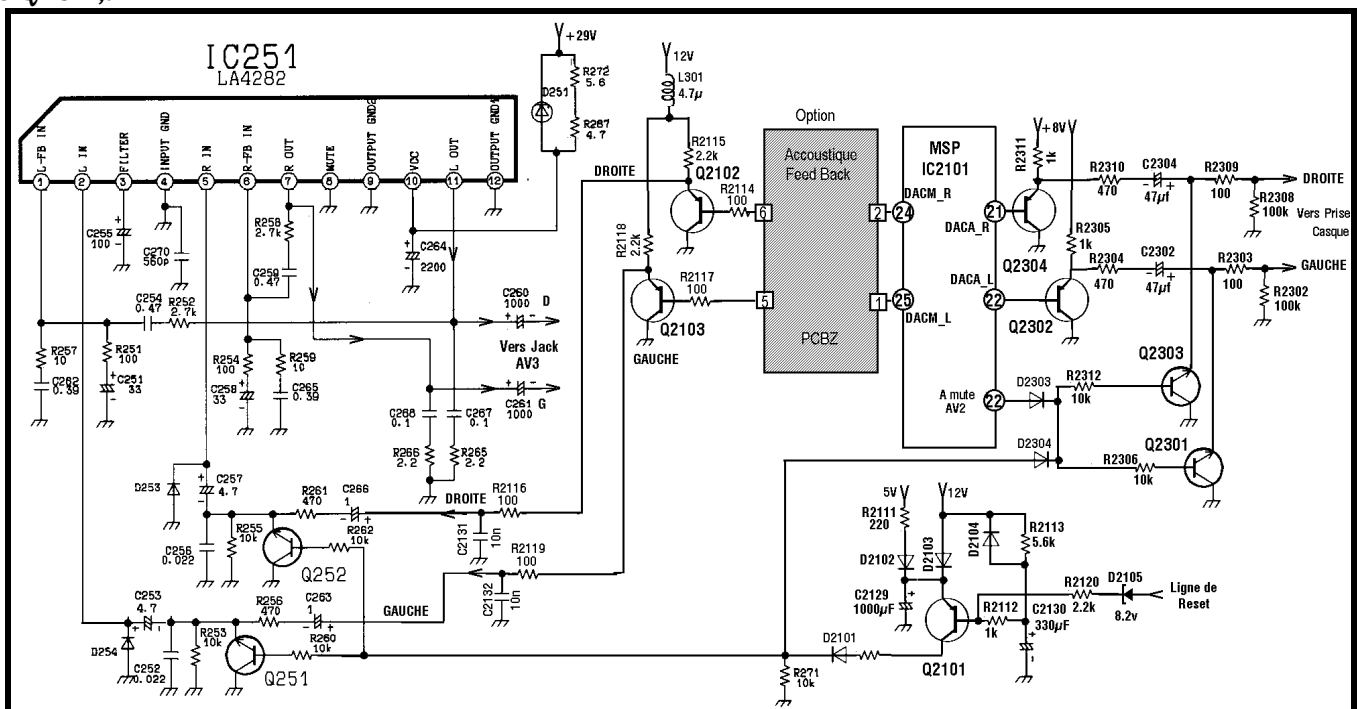 IC251
LA4282
L-FB IN
L IN
FILTER
INPUT GND
R IN
R-FB IN
R OUT
MUTE
OUTPUT GND2
VCC
L OUT
OUTPUT GND1
1
2
3
4
5
6
7
8
9
10
11
12
+29V
D251
R272
5.6
R267
4.7
12V
L301
4.7µ
R2115
2.2k
DROITE
Q2102
R2114
100
R2118
2.2k
R2117
100
Q2103
GAUCHE
Option
Accoustique
Feed Back
PCBZ
6
5
2
1
MSP
IC2101
DACM_R
24
25
DACM_L
21
DACA_R
DACA_L
22
A mute
AV2
22
+8V
R2311
1k
R2310
470
C2304
47µf
R2309
100
R2308
100k
DROITE
Vers Prise
Casque
GAUCHE
Q2304
R2305
1k
R2304
470
C2302
47µf
R2303
100
R2302
100k
Q2302
Q2303
D2303
R2312
10k
D2304
R2306
10k
Q2301
C255
100
C270
560p
R258
2.7k
C259
0.47
C264
2200
C254
0.47
R252
2.7k
C260
1000
D
Vers Jack
AV3
C261
1000
G
R257
10
C262
0.39
R251
100
C251
33
R254
100
C258
33
R259
10
C265
0.39
C268
0.1
C267
0.1
R266
2.2
R265
2.2
D253
C257
4.7
R261
470
C266
1
DROITE
R2116
100
C2131
10n
C256
0.022
R255
10k
R262
10k
Q252
R2119
100
C2132
10n
C253
4.7
D254
C252
0.022
R253
10k
R256
470
C263
1
GAUCHE
R260
10k
Q251
R271
10k
D2101
Q2101
5V
12V
R2111
220
D2102
D2103
D2104
R2113
5.6k
C2129
1000µF
R2112
1k
C2130
330µF
R2120
2.2k
D2105
8.2v
Ligne de
Reset